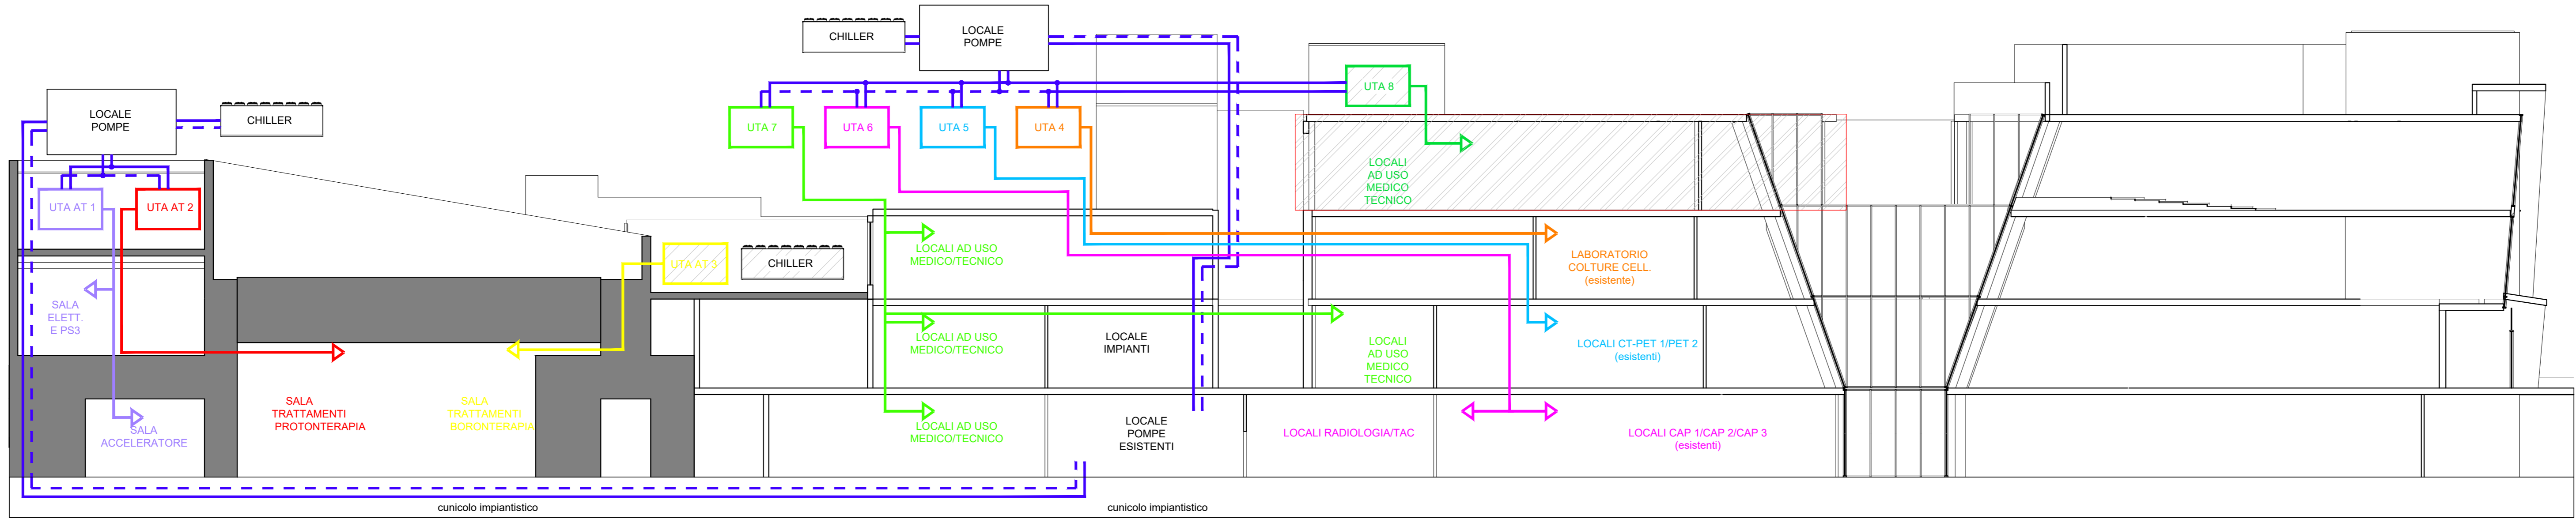 CHILLER
LOCALE
POMPE
LOCALE
POMPE
CHILLER
UTA 8
UTA 7
UTA 6
UTA 5
UTA 4
UTA AT 1
UTA AT 2
LOCALI
AD USO
MEDICO
TECNICO
UTA AT 3
CHILLER
LOCALI AD USO
MEDICO/TECNICO
LABORATORIO
COLTURE CELL.
(esistente)
SALA
ELETT.
E PS3
LOCALI AD USO
MEDICO/TECNICO
LOCALE
IMPIANTI
LOCALI
AD USO
MEDICO
TECNICO
LOCALI CT-PET 1/PET 2
(esistenti)
SALA
TRATTAMENTI
PROTONTERAPIA
SALA
TRATTAMENTI
BORONTERAPIA
SALA
ACCELERATORE
LOCALI AD USO
MEDICO/TECNICO
LOCALE
POMPE
ESISTENTI
LOCALI RADIOLOGIA/TAC
LOCALI CAP 1/CAP 2/CAP 3
(esistenti)
cunicolo impiantistico
cunicolo impiantistico